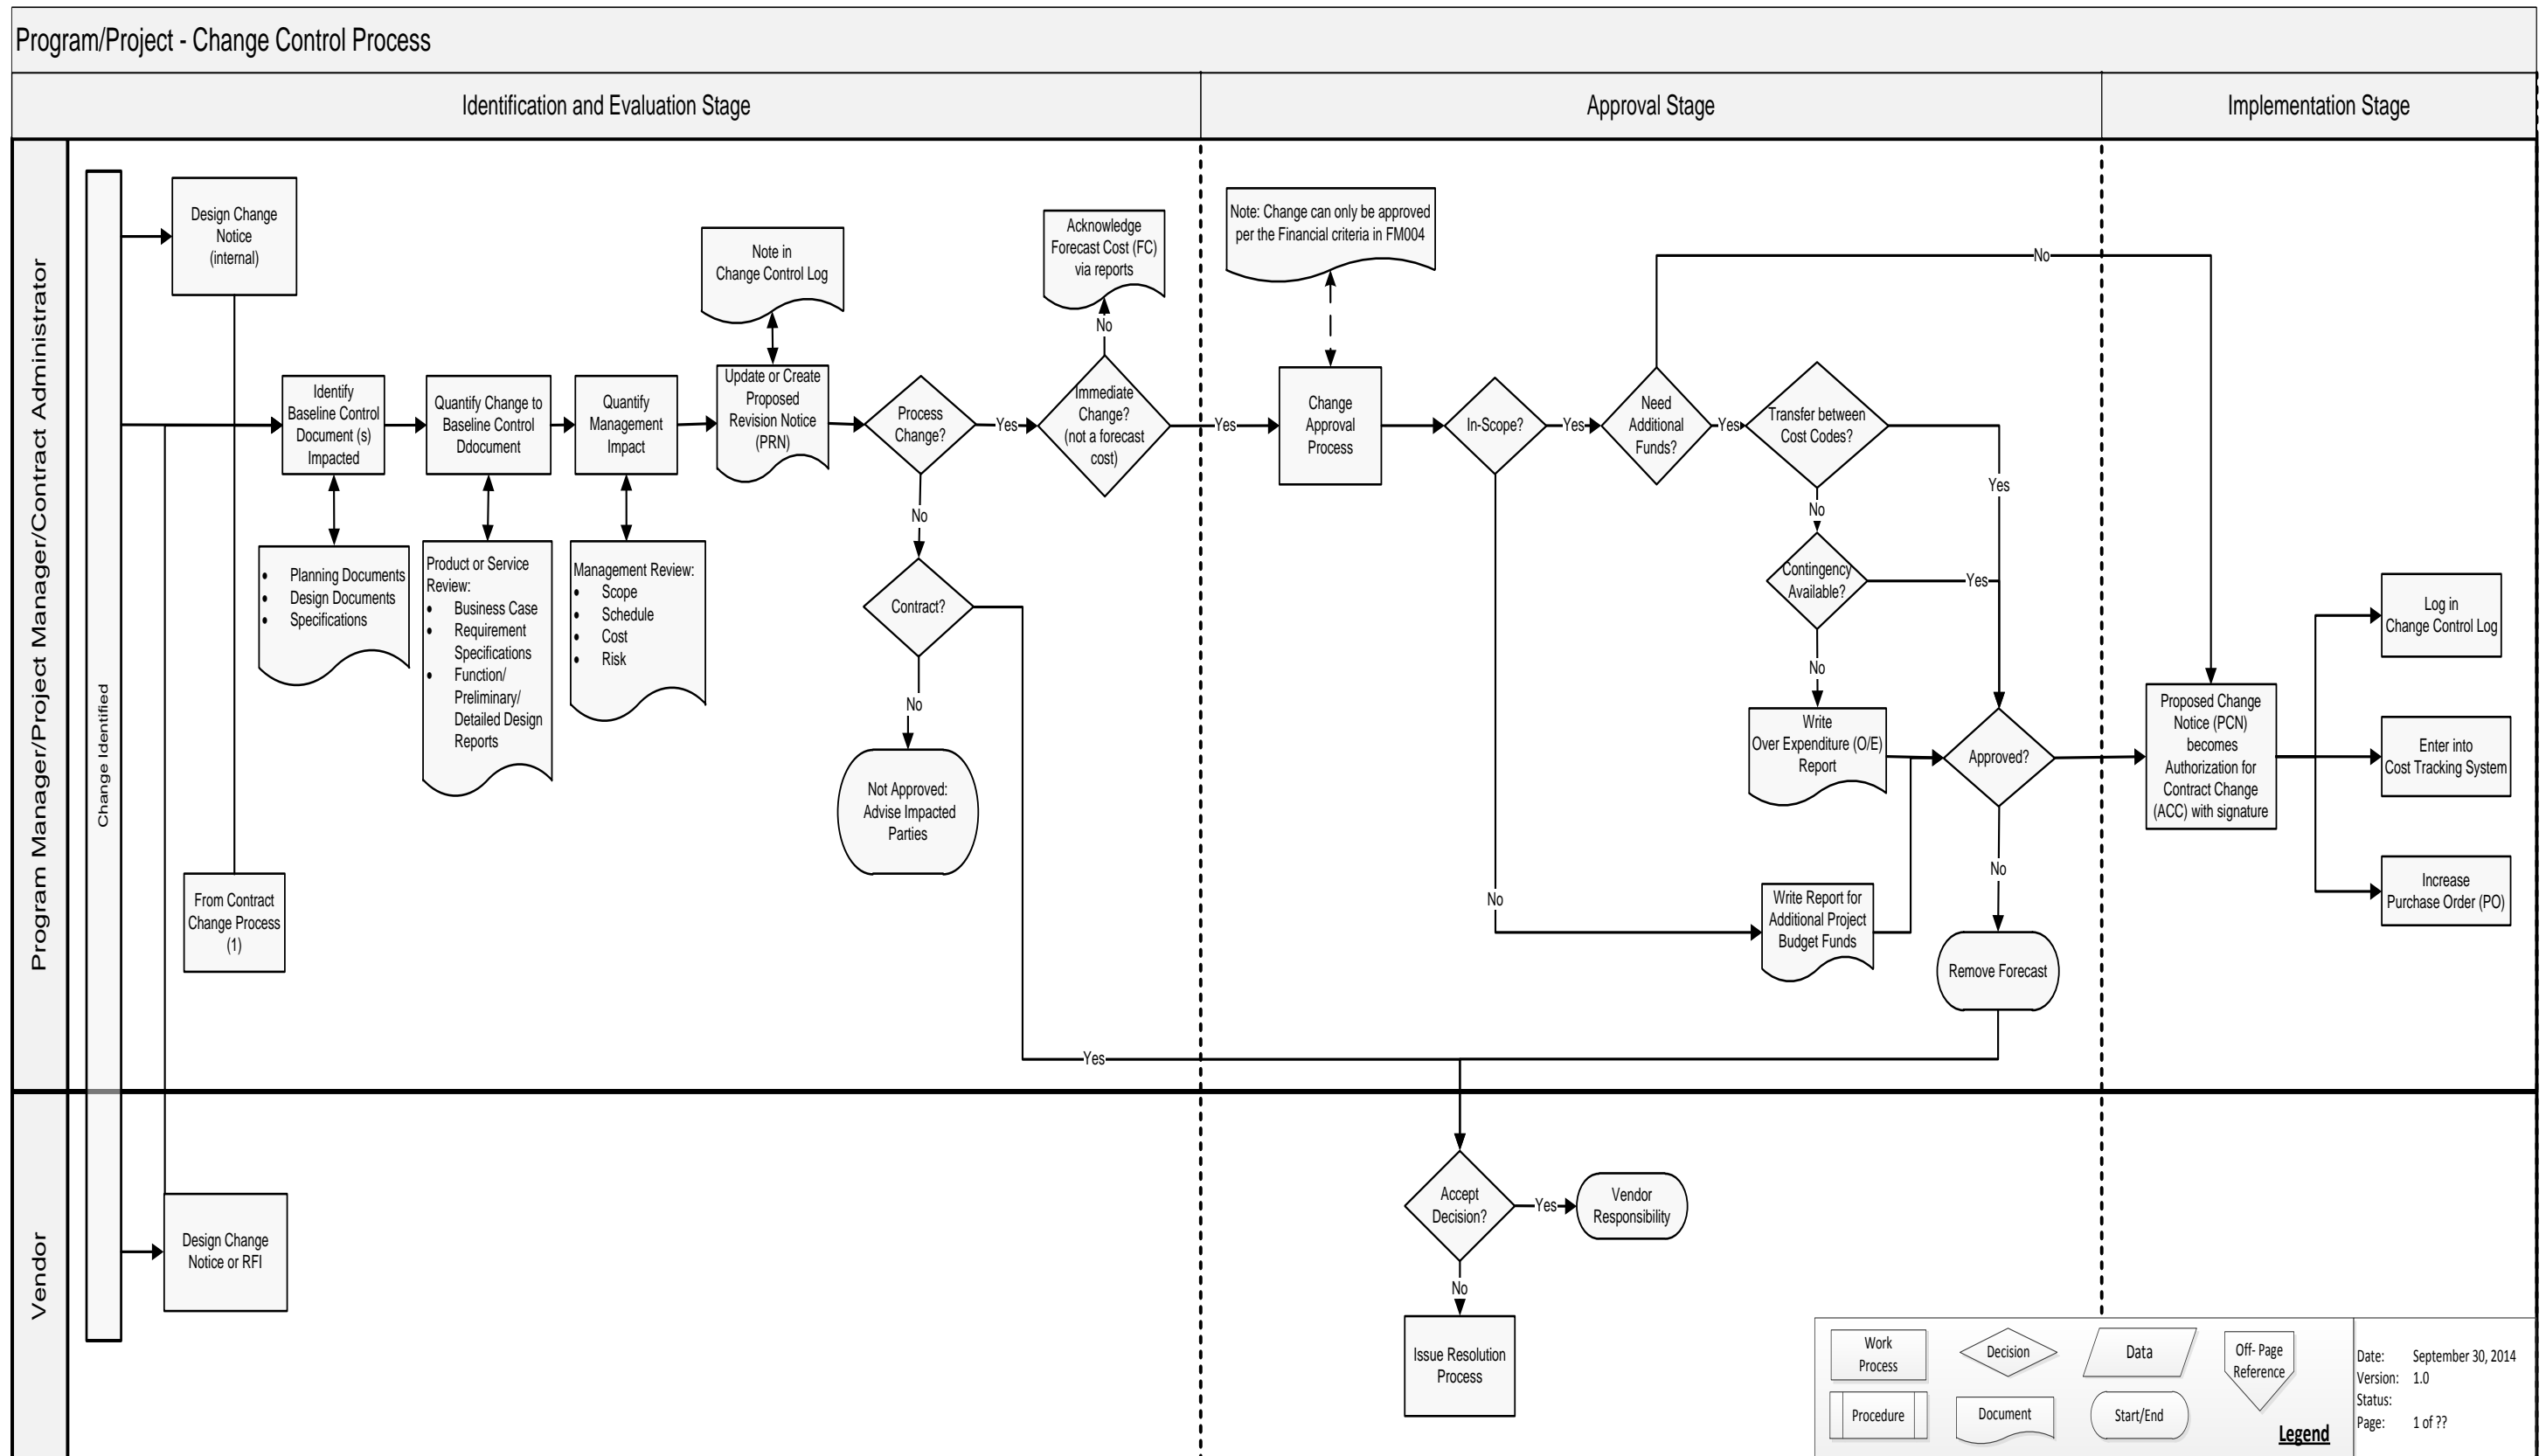 Program/Project - Change Control Process
Identification and Evaluation Stage
Approval Stage
Implementation Stage
Program Manager/Project Manager/Contract Administrator
Change Identified
Design Change
Notice
(internal)
From Contract
Change Process
(1)
Identify
Baseline Control
Document (s)
Impacted
• Planning Documents
• Design Documents
• Specifications
Quantify Change to
Baseline Control
Ddocument
Product or Service
Review:
• Business Case
• Requirement
Specifications
• Function/
Preliminary/
Detailed Design
Reports
Quantify
Management
Impact
Management Review:
• Scope
• Schedule
• Cost
• Risk
Note in
Change Control Log
Update or Create
Proposed
Revision Notice
(PRN)
Process
Change?
Yes
No
Contract?
No
Yes
Not Approved:
Advise Impacted
Parties
Acknowledge
Forecast Cost (FC)
via reports
No
Immediate
Change?
(not a forecast
cost)
Yes
Note: Change can only be approved
per the Financial criteria in FM004
Change
Approval
Process
In-Scope?
Yes
No
Need
Additional
Funds?
No
Yes
Transfer between
Cost Codes?
Yes
No
Contingency
Available?
Yes
No
Write
Over Expenditure (O/E)
Report
Write Report for
Additional Project
Budget Funds
Approved?
No
Remove Forecast
Proposed Change
Notice (PCN)
becomes
Authorization for
Contract Change
(ACC) with signature
Log in
Change Control Log
Enter into
Cost Tracking System
Increase
Purchase Order (PO)
Vendor
Design Change
Notice or RFI
Accept
Decision?
Yes
Vendor
Responsibility
No
Issue Resolution
Process
Work
Process
Decision
Data
Off- Page
Reference
Procedure
Document
Start/End
Legend
Date: September 30, 2014
Version: 1.0
Status:
Page: 1 of ??